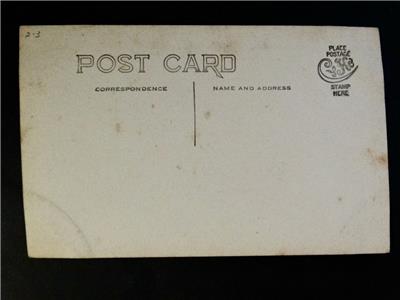 2-3
POST CARD
CORRESPONDENCE
NAME AND ADDRESS
PLACE
POSTAGE
STAMP
HERE